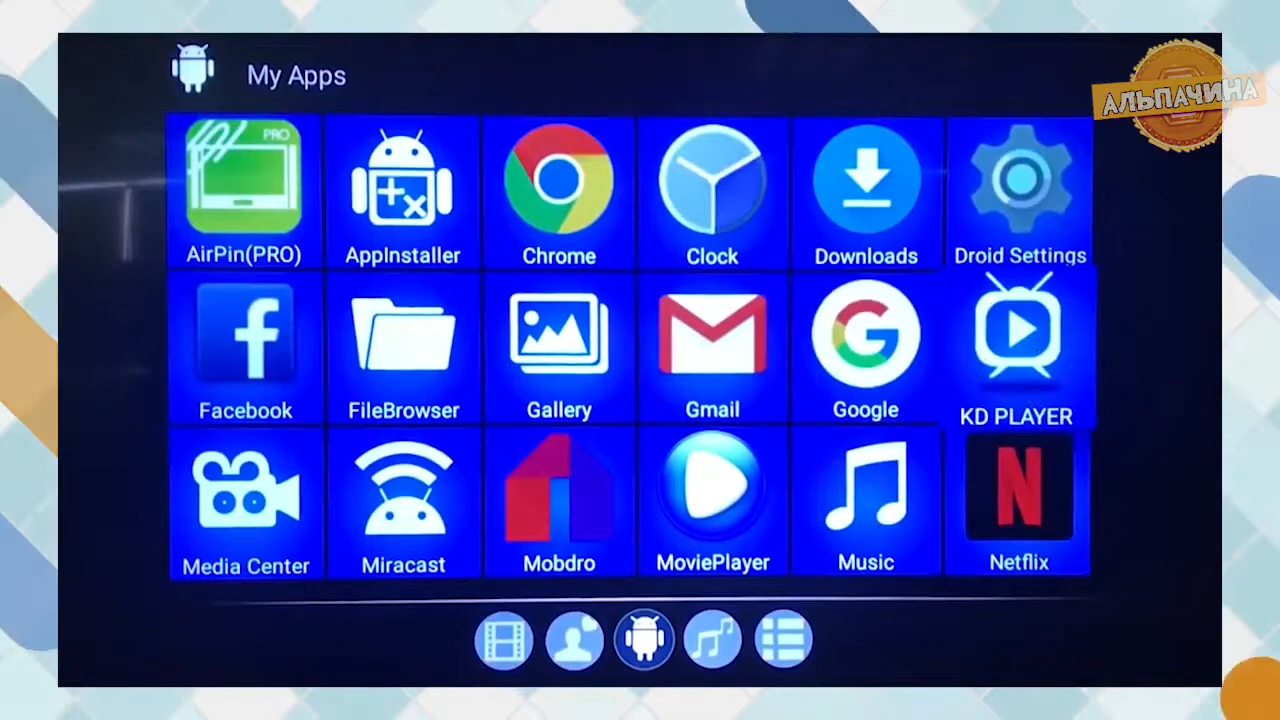 My Apps
АЛЬПАЧИНА
PRO
AirPin(PRO) AppInstaller Chrome Clock Downloads Droid Settings
Facebook FileBrowser Gallery Gmail Google KD PLAYER
Media Center Miracast Mobdro MoviePlayer Music Netflix